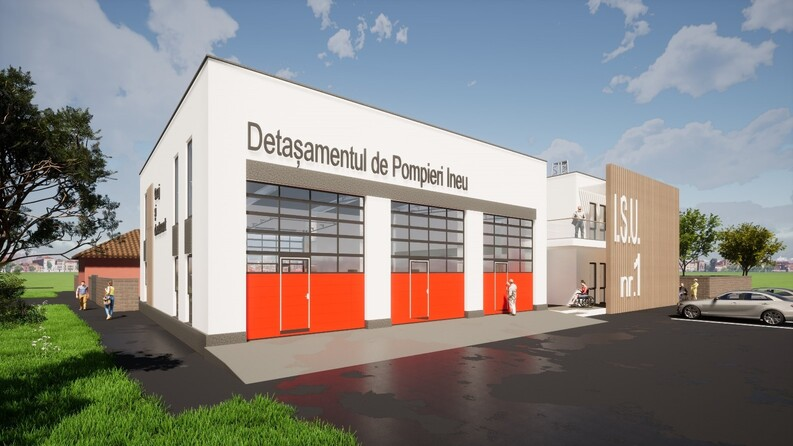 Detașamentul de Pompieri Ineu
I.S.U.
nr.1